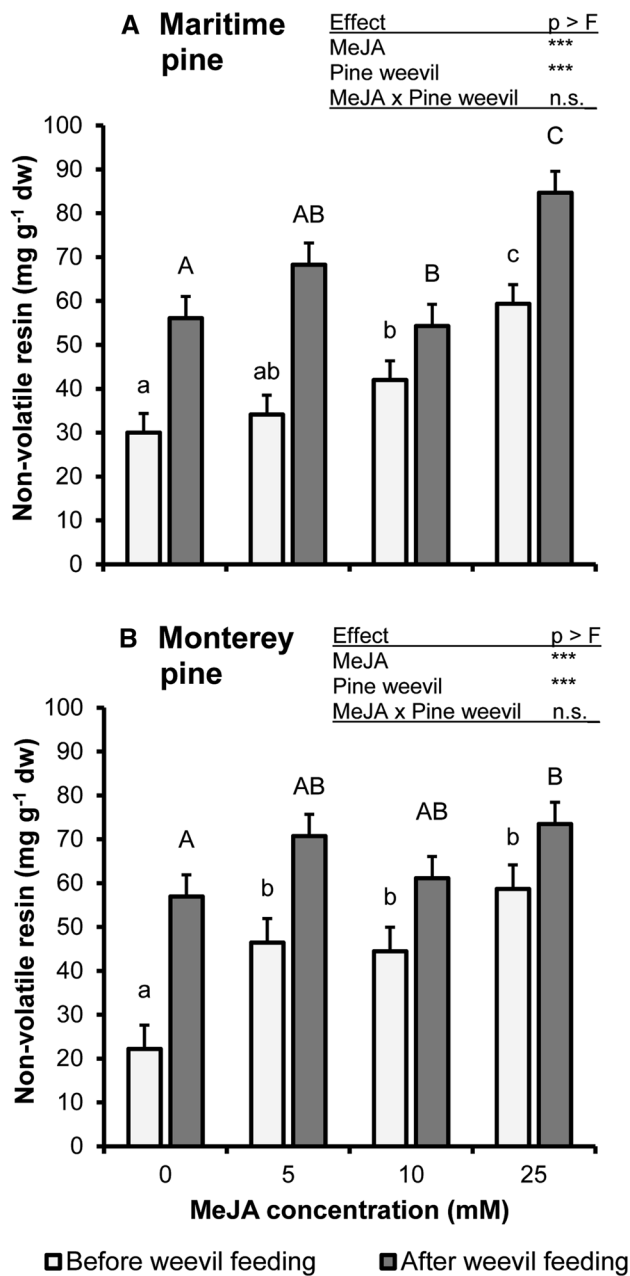 A Maritime pine
Effect p > F
MeJA ***
Pine weevil ***
MeJA x Pine weevil n.s._
Non-volatile resin (mg g⁻¹ dw)
100
90
80
70
60
50
40
30
20
10
0
a A ab AB b B c C
B Monterey pine
Effect p > F
MeJA ***
Pine weevil ***
MeJA x Pine weevil n.s._
Non-volatile resin (mg g⁻¹ dw)
100
90
80
70
60
50
40
30
20
10
0
a A b AB b AB b B
0 5 10 25
MeJA concentration (mM)
Before weevil feeding After weevil feeding